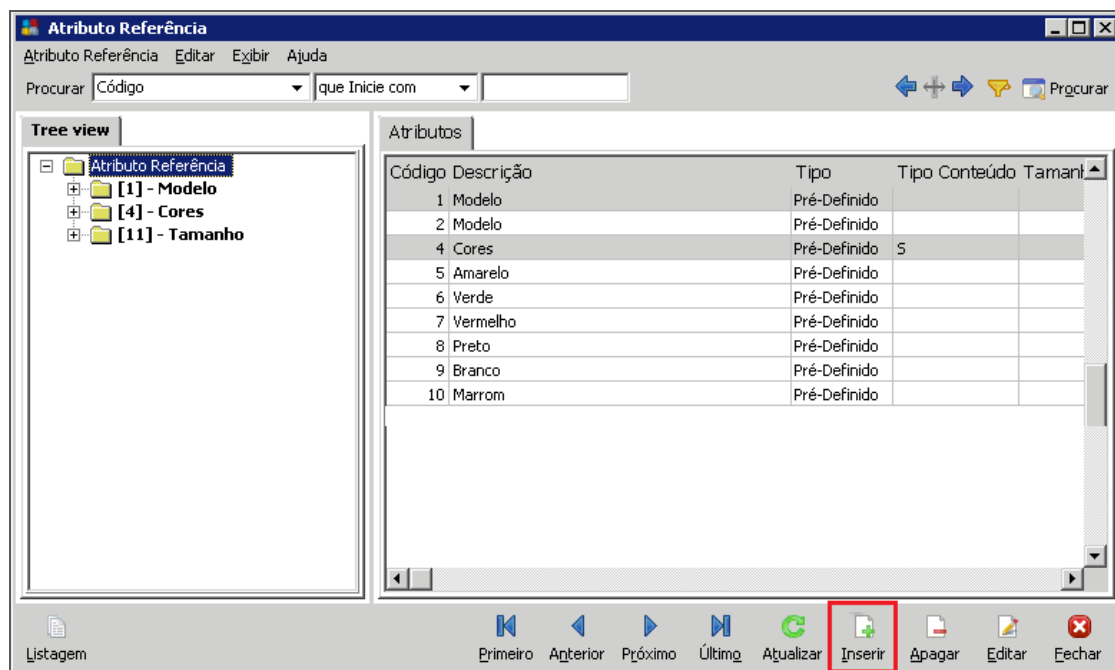 Atributo Referência
Atributo Referência Editar Exibir Ajuda
Procurar Código que Inicie com Procurar
Tree view
Atributo Referência
[1] - Modelo
[4] - Cores
[11] - Tamanho
Atributos
Código Descrição Tipo Tipo Conteúdo Tamanh
1 Modelo Pré-Definido
2 Modelo Pré-Definido
4 Cores Pré-Definido S
5 Amarelo Pré-Definido
6 Verde Pré-Definido
7 Vermelho Pré-Definido
8 Preto Pré-Definido
9 Branco Pré-Definido
10 Marrom Pré-Definido
Listagem Primeiro Anterior Próximo Último Atualizar Inserir Apagar Editar Fechar